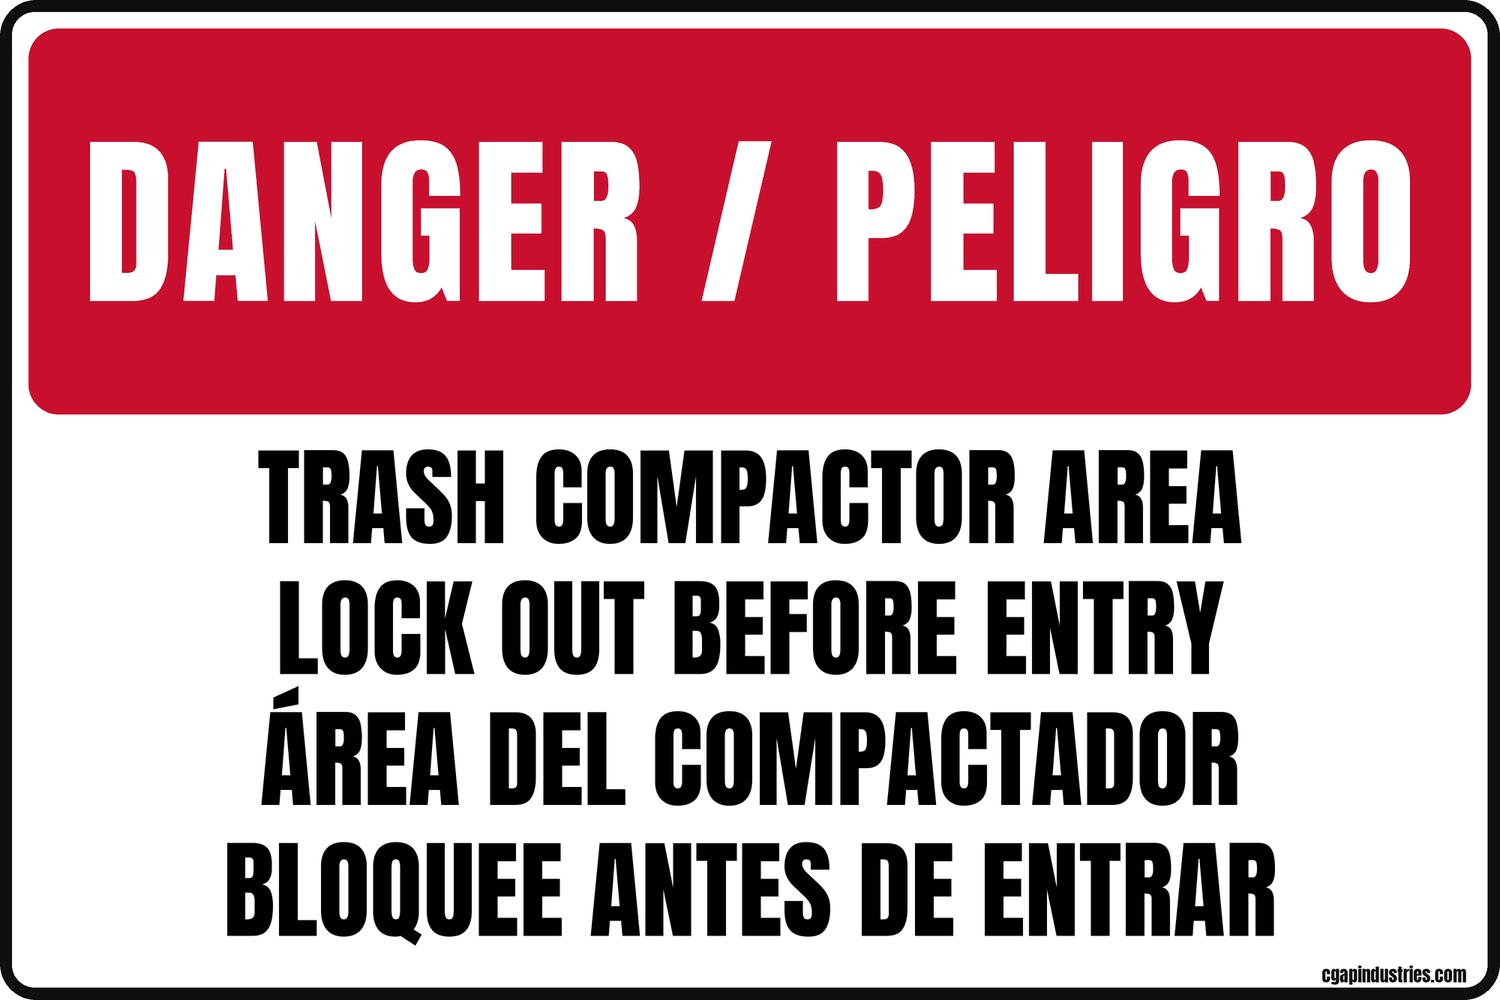 DANGER / PELIGRO
TRASH COMPACTOR AREA
LOCK OUT BEFORE ENTRY
ÁREA DEL COMPACTADOR
BLOQUEE ANTES DE ENTRAR
cgapindustries.com